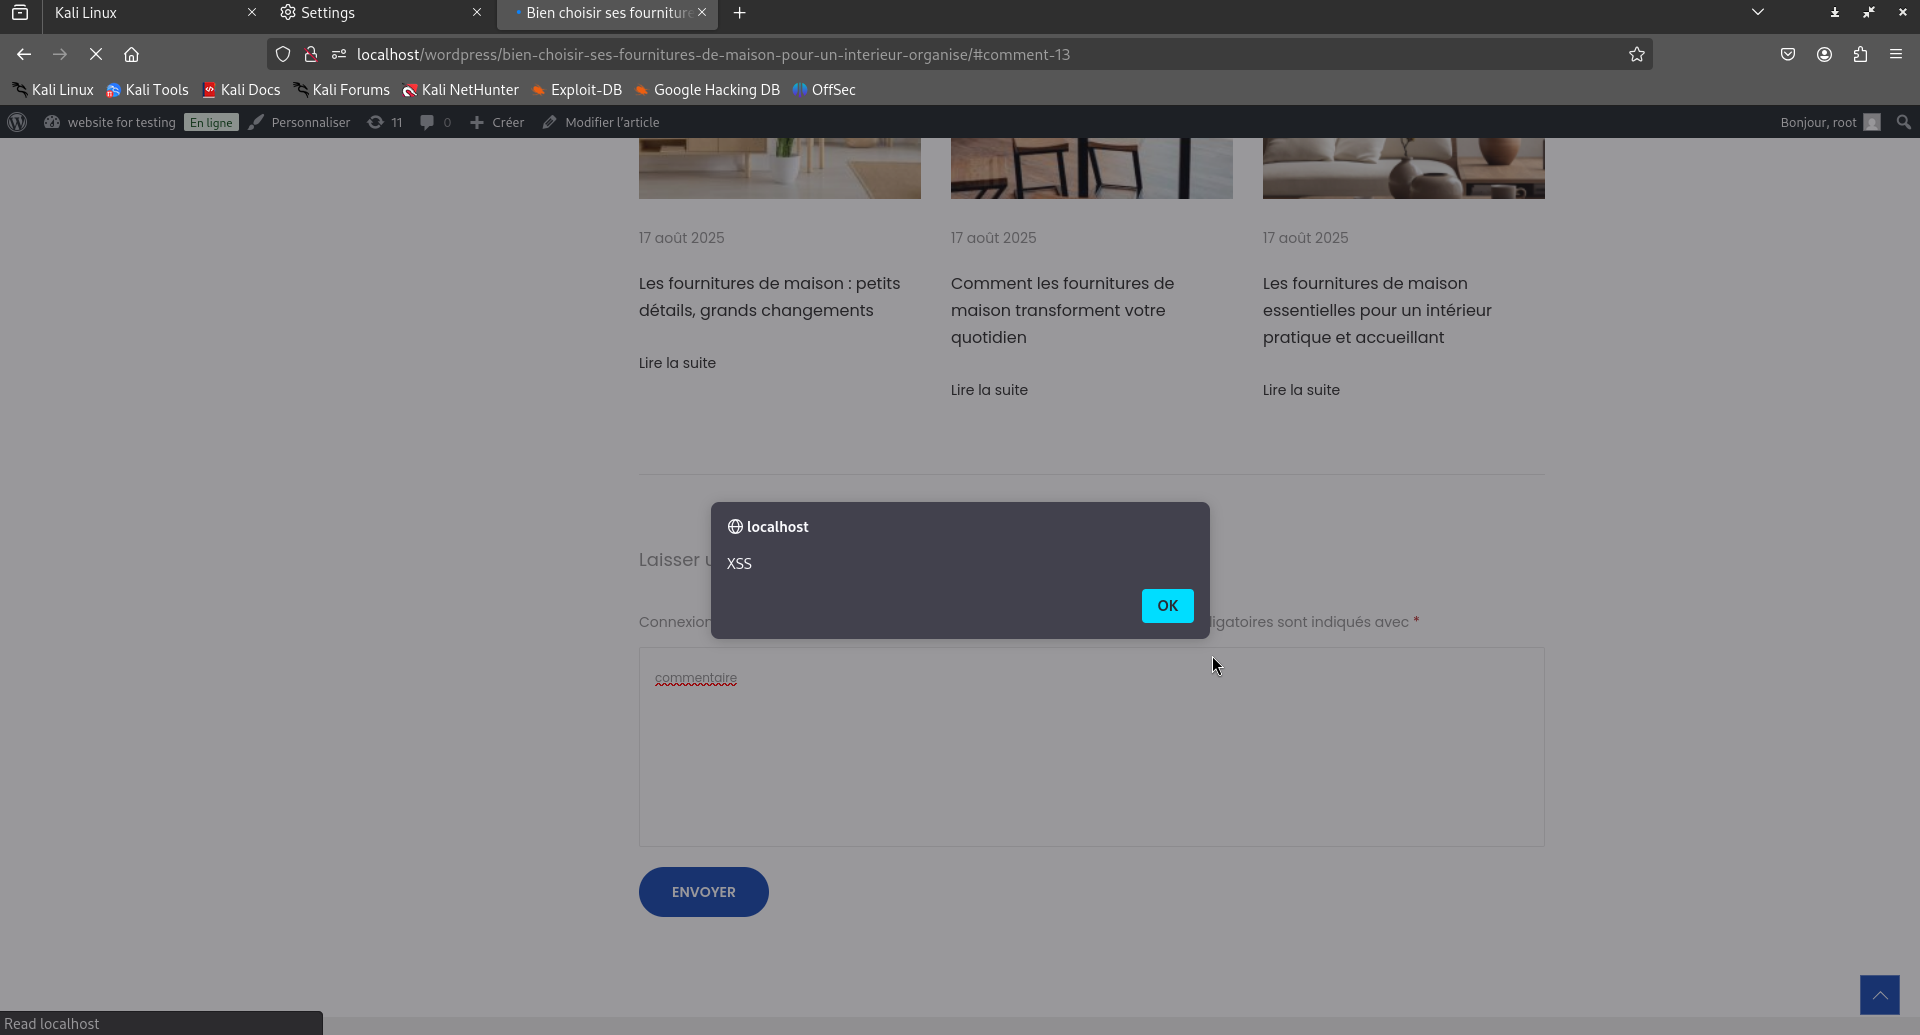 Kali Linux
Settings
Bien choisir ses fourniture
localhost/wordpress/bien-choisir-ses-fournitures-de-maison-pour-un-interieur-organise/#comment-13
Kali Linux Kali Tools Kali Docs Kali Forums Kali NetHunter Exploit-DB Google Hacking DB OffSec
website for testing En ligne Personnaliser 11 0 Créer Modifier l'article Bonjour, root
17 août 2025
Les fournitures de maison : petits
détails, grands changements
Lire la suite
17 août 2025
Comment les fournitures de
maison transforment votre
quotidien
Lire la suite
17 août 2025
Les fournitures de maison
essentielles pour un intérieur
pratique et accueillant
Lire la suite
localhost
XSS
OK
Laisser
Connexion
ligatoires sont indiqués avec *
commentaire
ENVOYER
Read localhost